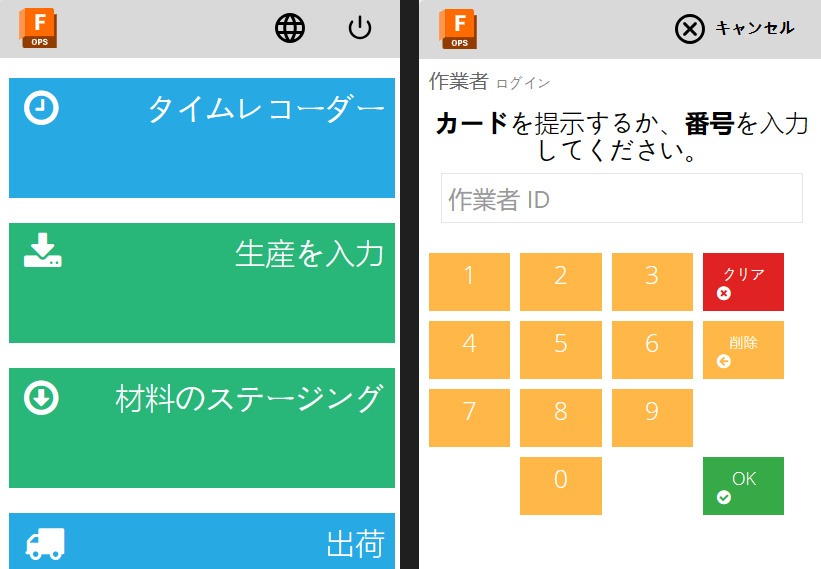 F
OPS
タイムレコーダー
生産を入力
材料のステージング
出荷
F
OPS
キャンセル
作業者 ログイン
カードを提示するか、番号を入力
してください。
作業者 ID
1 2 3 クリア
4 5 6 削除
7 8 9
0 OK